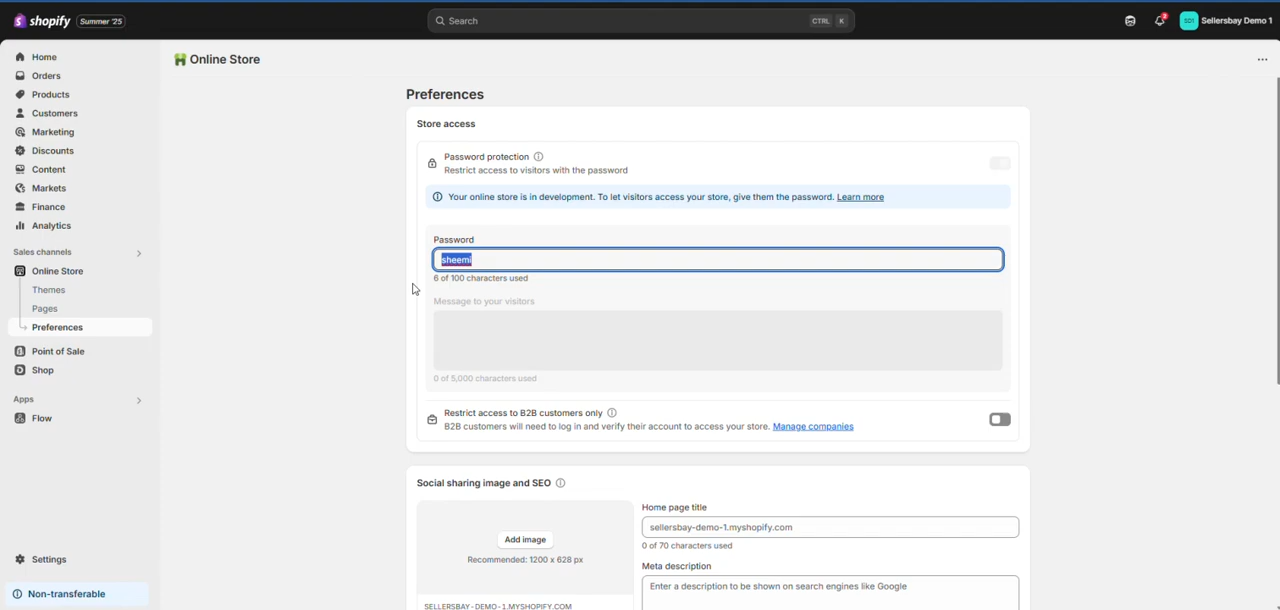 shopify Summer '25
Search CTRL K
2
SD1 Sellersbay Demo 1
Home
Orders
Products
Customers
Marketing
Discounts
Content
Markets
Finance
Analytics
Sales channels
Online Store
Themes
Pages
Preferences
Point of Sale
Shop
Apps
Flow
Settings
Non-transferable
Online Store
Preferences
Store access
Password protection
Restrict access to visitors with the password
Your online store is in development. To let visitors access your store, give them the password. Learn more
Password
sheemi
6 of 100 characters used
Message to your visitors
0 of 5,000 characters used
Restrict access to B2B customers only
B2B customers will need to log in and verify their account to access your store. Manage companies
Social sharing image and SEO
Add image
Recommended: 1200 x 628 px
SELLERSBAY-DEMO-1.MYSHOPIFY.COM
Home page title
sellersbay-demo-1.myshopify.com
0 of 70 characters used
Meta description
Enter a description to be shown on search engines like Google